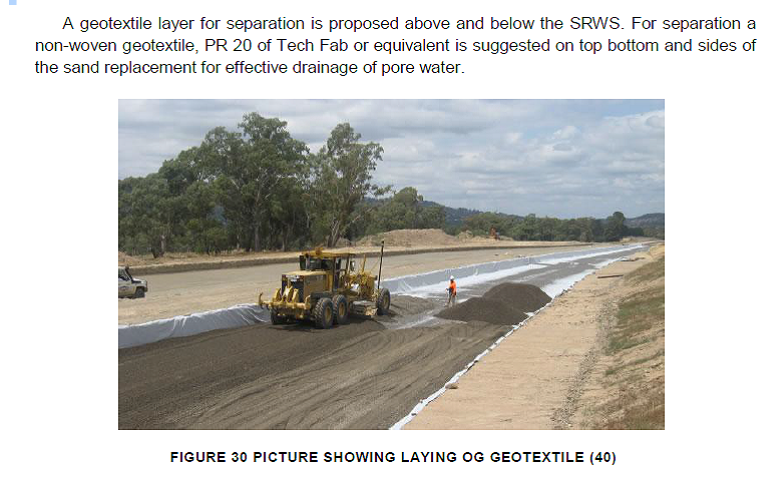 A geotextile layer for separation is proposed above and below the SRWS. For separation a
non-woven geotextile, PR 20 of Tech Fab or equivalent is suggested on top bottom and sides of
the sand replacement for effective drainage of pore water.
FIGURE 30 PICTURE SHOWING LAYING OG GEOTEXTILE (40)